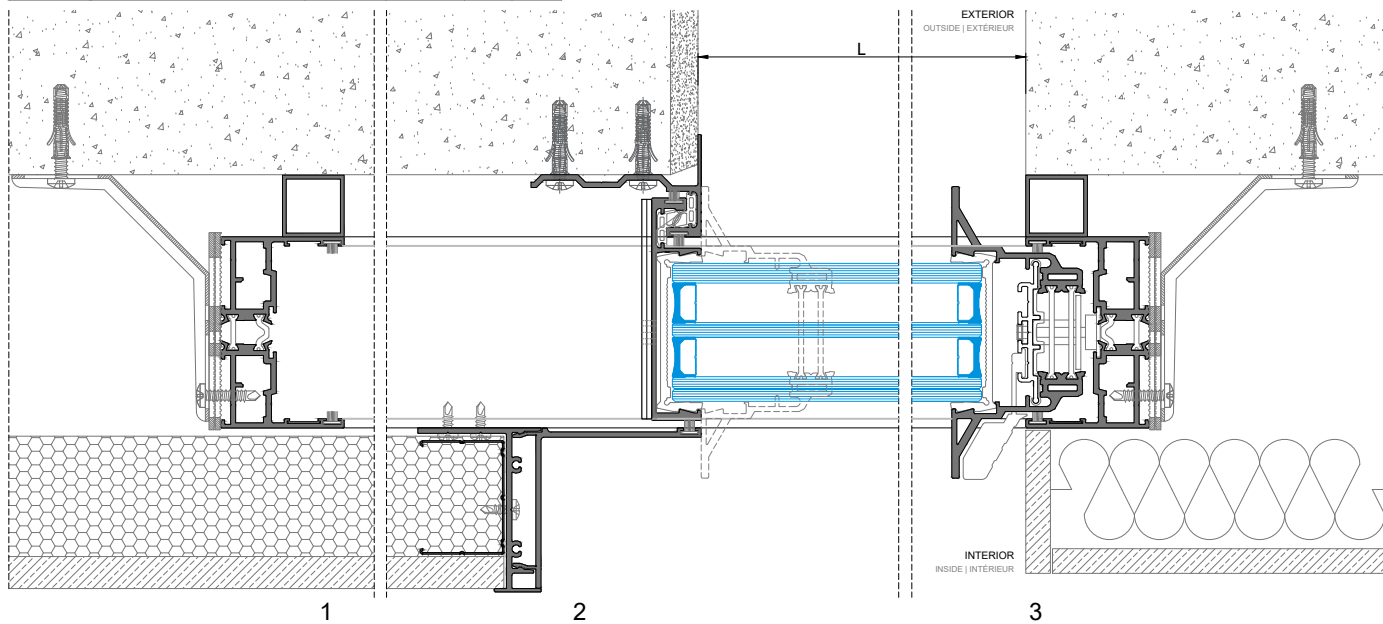 EXTERIOR
OUTSIDE | EXTÉRIEUR
L
INTERIOR
INSIDE | INTÉRIEUR
1 2 3